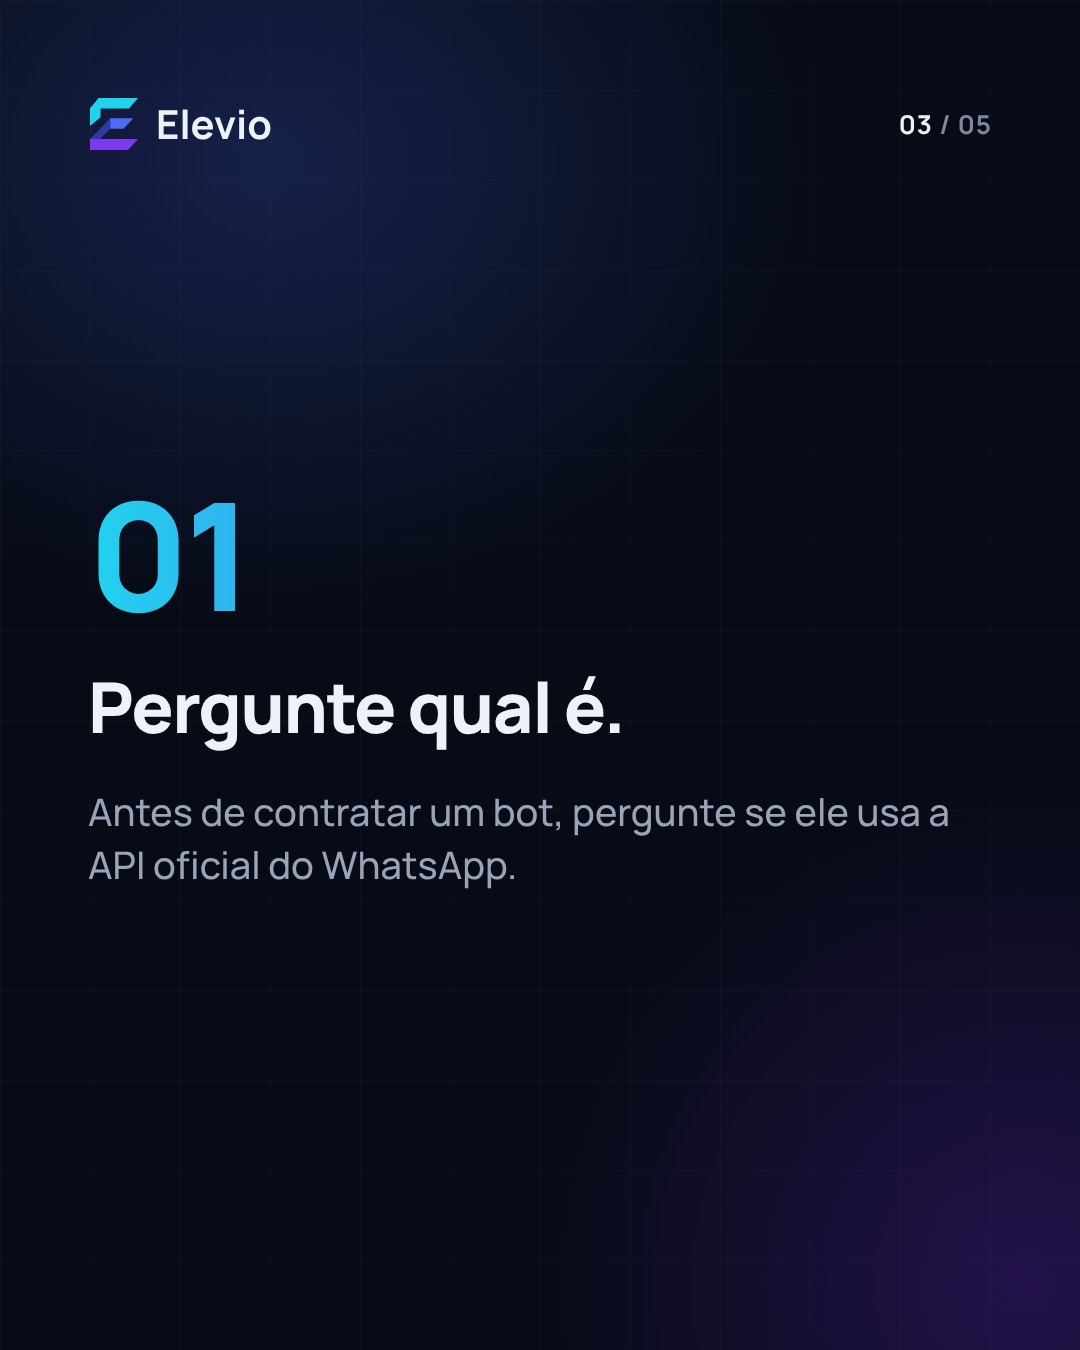 Elevio
03 / 05
01
Pergunte qual é.
Antes de contratar um bot, pergunte se ele usa a
API oficial do WhatsApp.